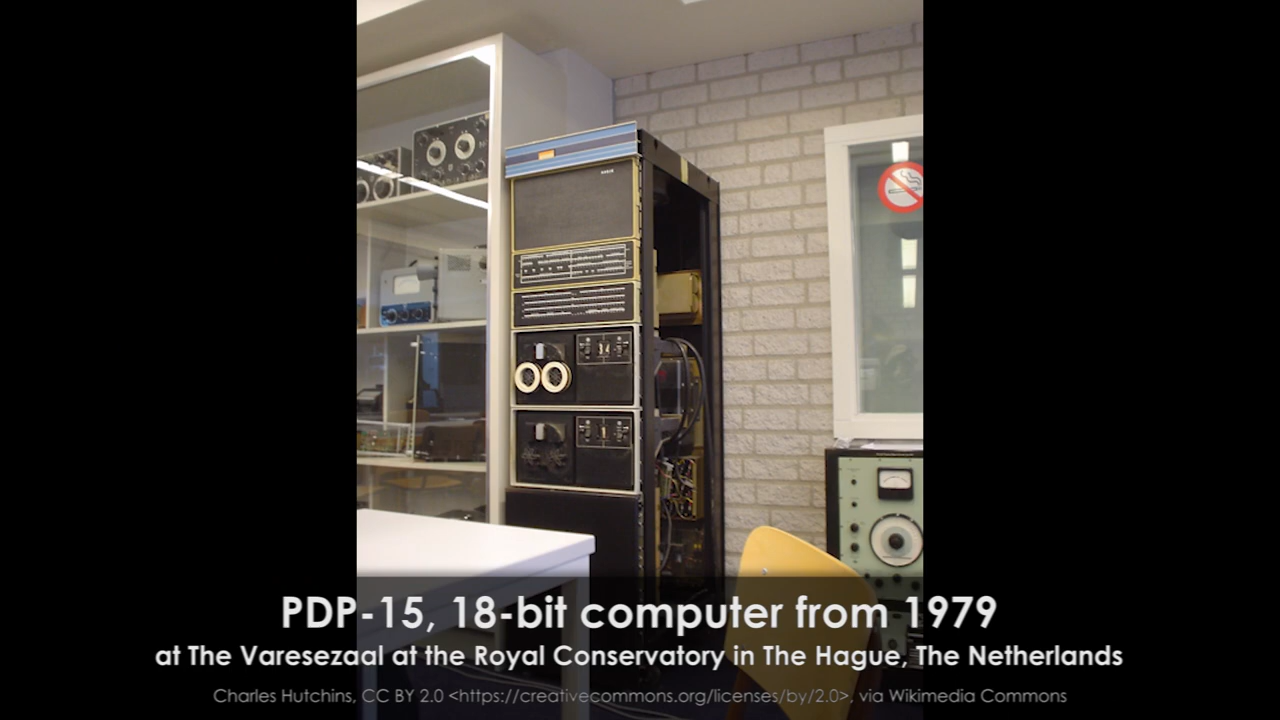 PDP-15, 18-bit computer from 1979
at The Varesezaal at the Royal Conservatory in The Hague, The Netherlands
Charles Hutchins, CC BY 2.0 <https://creativecommons.org/licenses/by/2.0>, via Wikimedia Commons